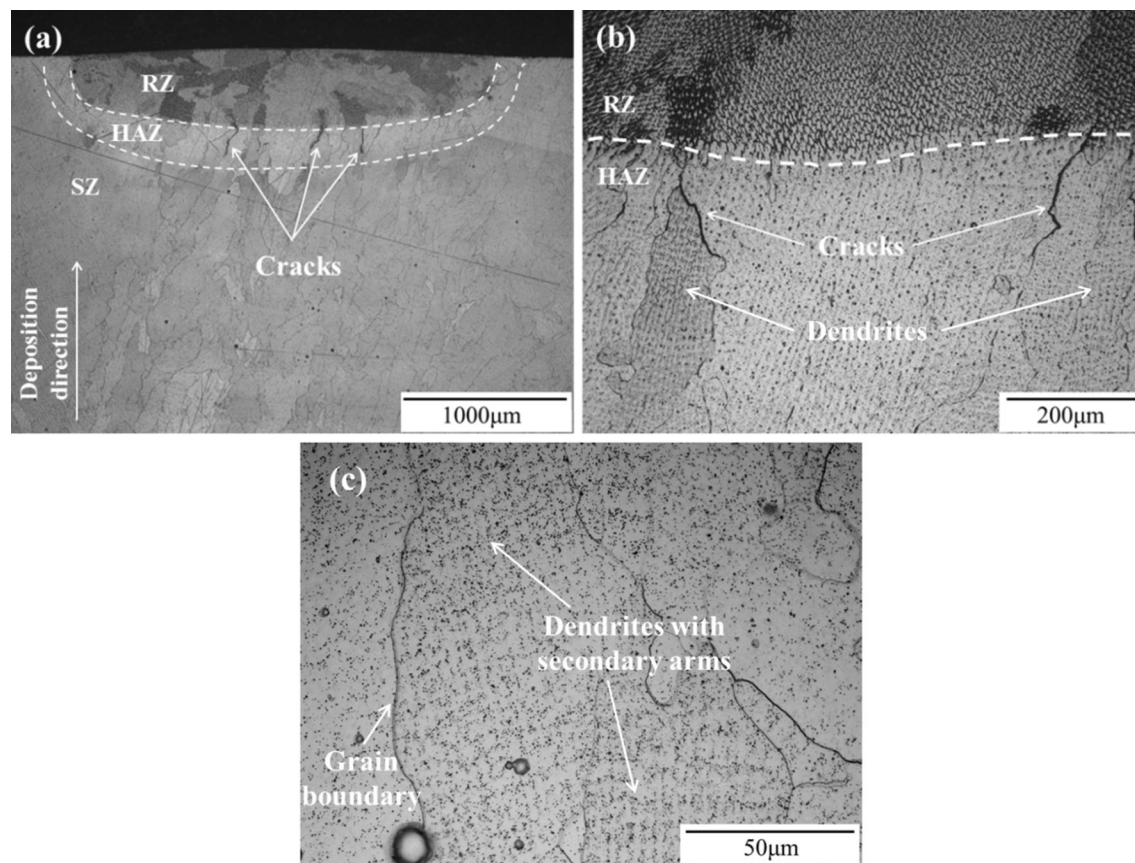 (a)
RZ
HAZ
SZ
Cracks
Deposition
direction
1000μm
(b)
RZ
HAZ
Cracks
Dendrites
200μm
(c)
Dendrites with
secondary arms
Grain
boundary
50μm